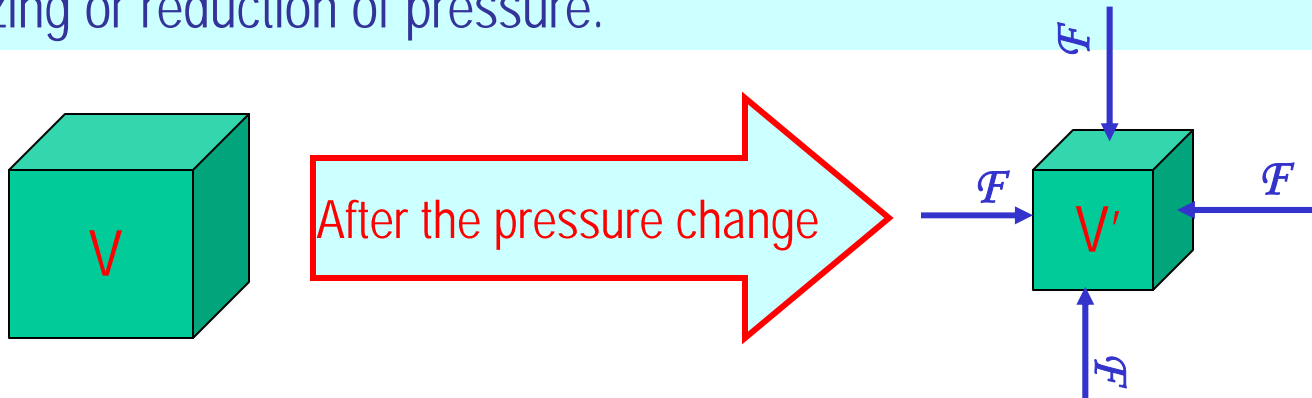 zing or reduction of pressure.
F
V
After the pressure change
F
V′
F
F